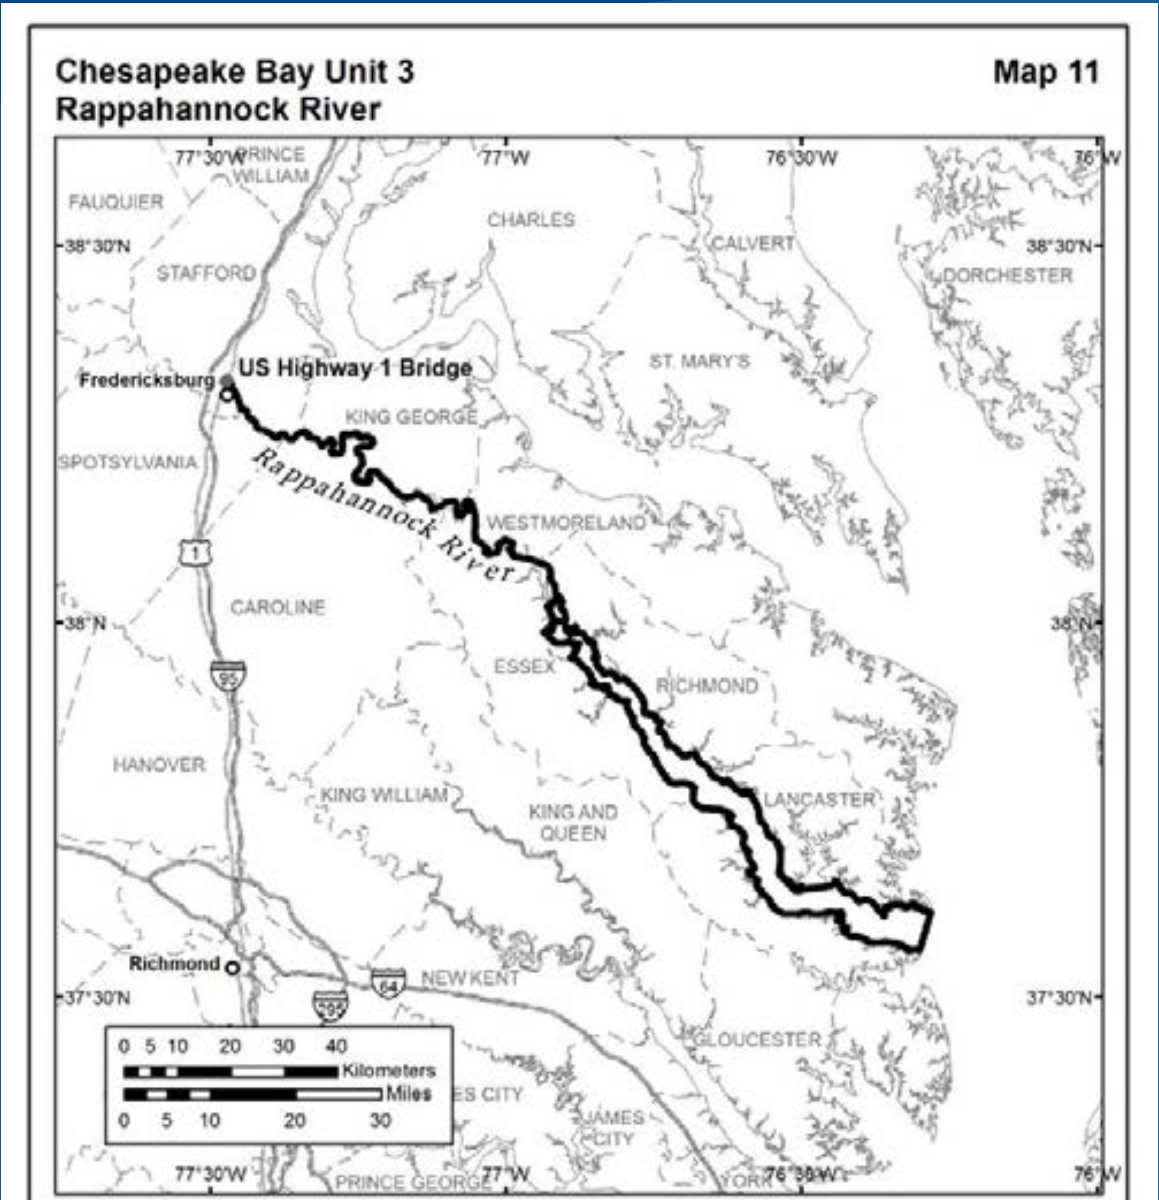 Chesapeake Bay Unit 3
Map 11
Rappahannock River
77°30'W
77°W
76°30'W
76°W
PRINCE
WILLIAM
FAUQUIER
CHARLES
38°30'N
CALVERT
38°30'N
STAFFORD
DORCHESTER
US Highway 1 Bridge
ST. MARY'S
Fredericksburg
KING GEORGE
SPOTSYLVANIA
Rappahannock River
WESTMORELAND
1
CAROLINE
38°N
38°N
ESSEX
95
RICHMOND
HANOVER
KING WILLIAM
LANCASTER
KING AND
QUEEN
Richmond
NEW KENT
64
37°30'N
37°30'N
295
GLOUCESTER
0 5 10 20 30 40
Kilometers
Miles
ES CITY
0 5 10 20 30
JAMES
CITY
77°30'W
77°W
76°30'W
76°W
PRINCE GEORGE
YORK